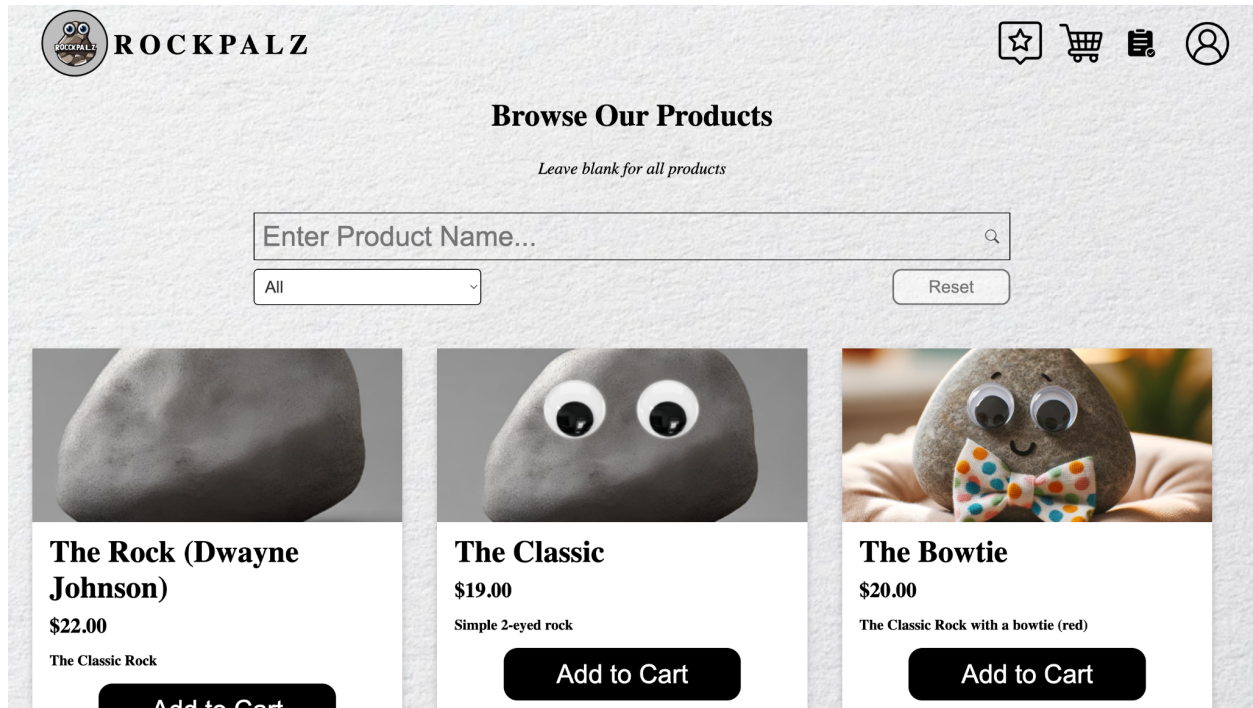 ROCKPALZ
ROCKPALZ
Browse Our Products
Leave blank for all products
Enter Product Name...
All
Reset
The Rock (Dwayne
Johnson)
$22.00
The Classic Rock
Add to Cart
The Classic
$19.00
Simple 2-eyed rock
Add to Cart
The Bowtie
$20.00
The Classic Rock with a bowtie (red)
Add to Cart